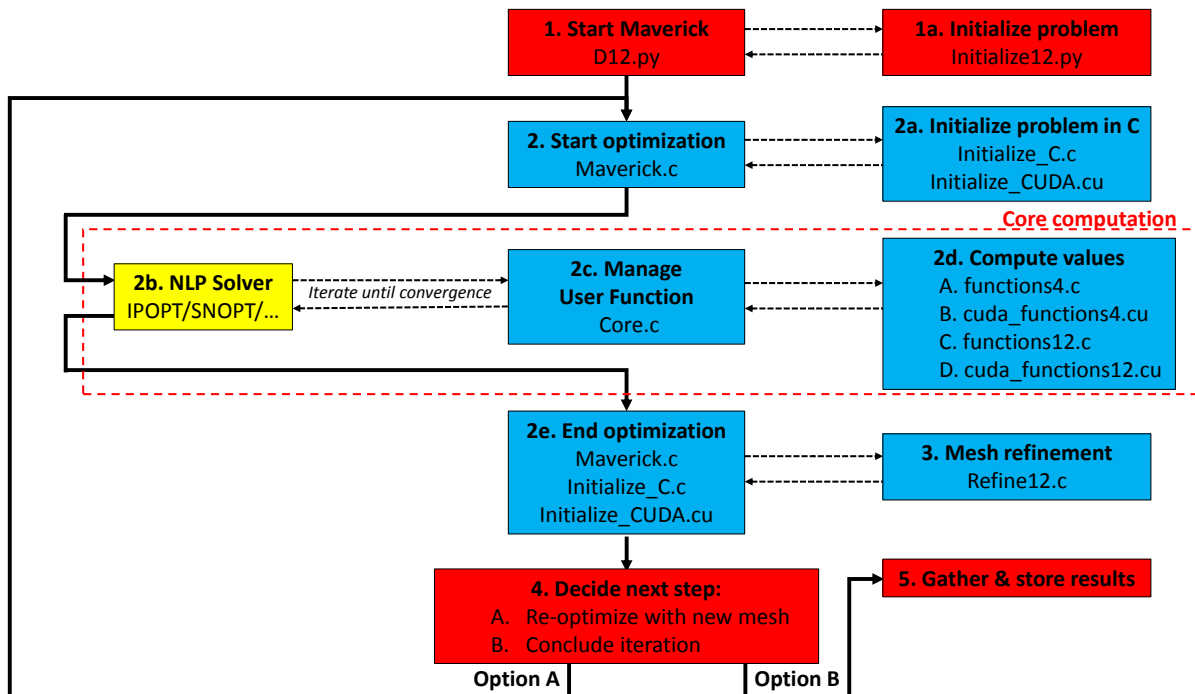 1. Start Maverick
D12.py
1a. Initialize problem
Initialize12.py
2. Start optimization
Maverick.c
2a. Initialize problem in C
Initialize_C.c
Initialize_CUDA.cu
Core computation
2b. NLP Solver
IPOPT/SNOPT/...
Iterate until convergence
2c. Manage
User Function
Core.c
2d. Compute values
A. functions4.c
B. cuda_functions4.cu
C. functions12.c
D. cuda_functions12.cu
2e. End optimization
Maverick.c
Initialize_C.c
Initialize_CUDA.cu
3. Mesh refinement
Refine12.c
4. Decide next step:
A. Re-optimize with new mesh
B. Conclude iteration
5. Gather & store results
Option A
Option B